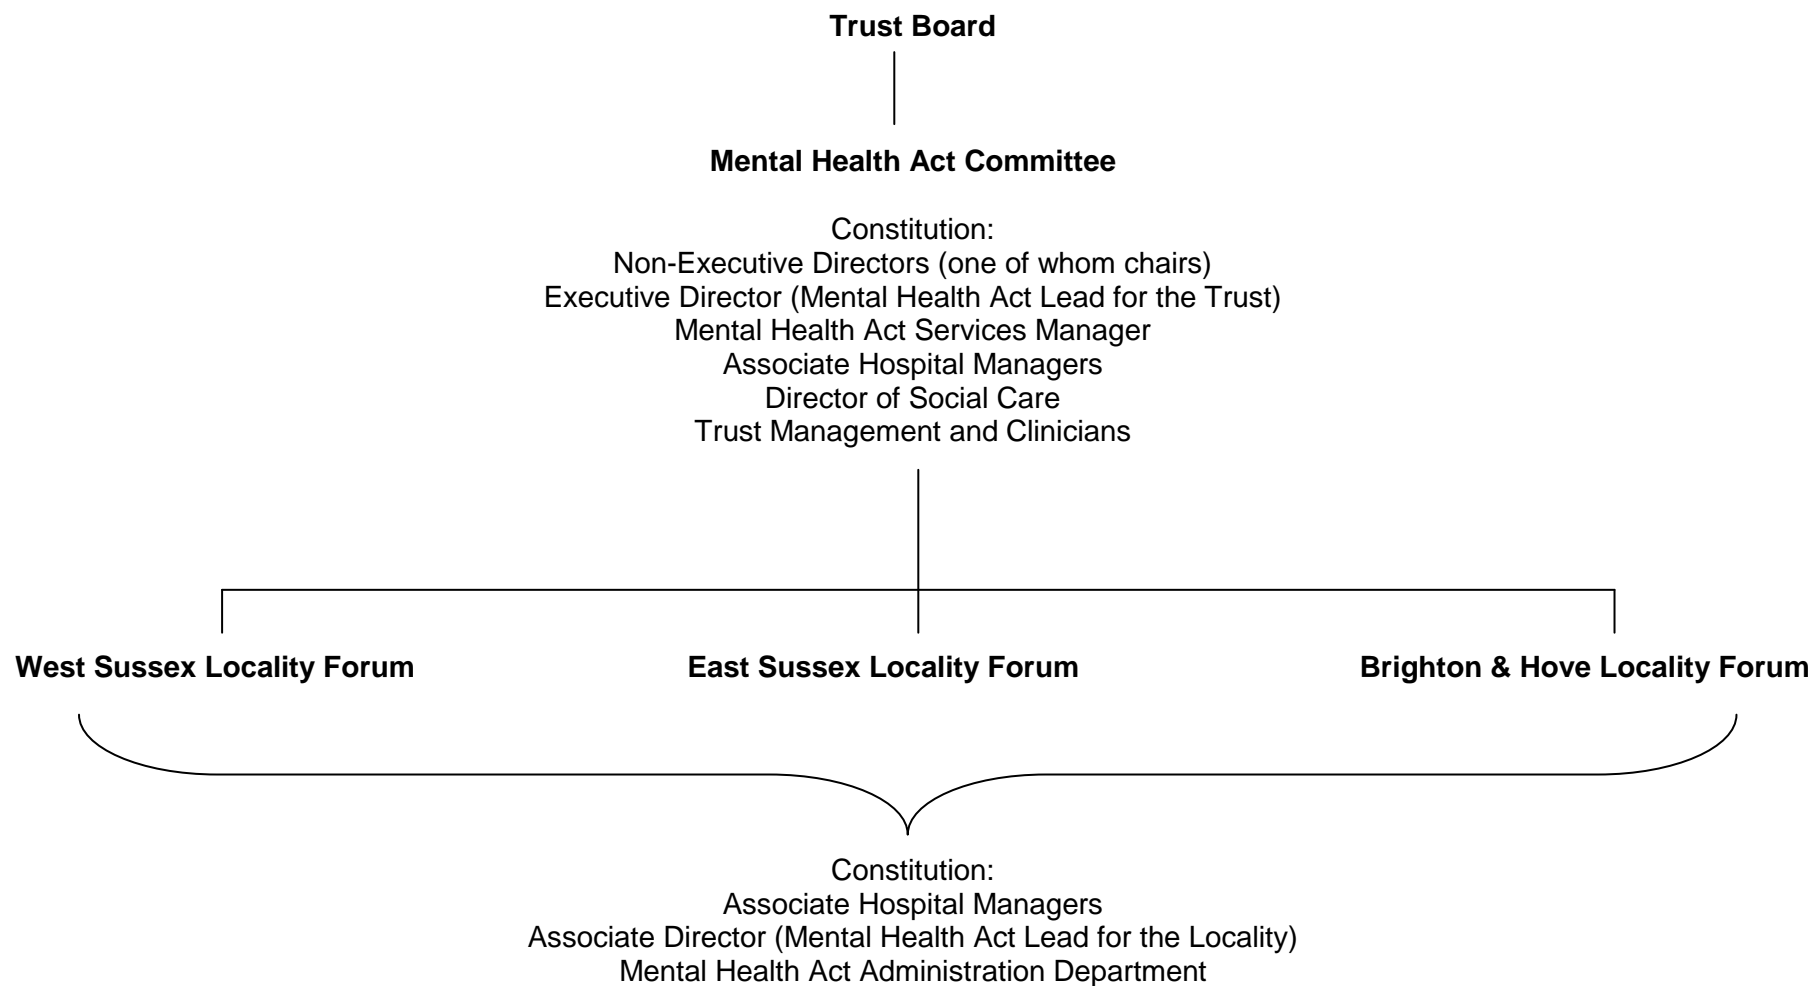 Trust Board
Mental Health Act Committee
Constitution:
Non-Executive Directors (one of whom chairs)
Executive Director (Mental Health Act Lead for the Trust)
Mental Health Act Services Manager
Associate Hospital Managers
Director of Social Care
Trust Management and Clinicians
West Sussex Locality Forum
East Sussex Locality Forum
Brighton & Hove Locality Forum
Constitution:
Associate Hospital Managers
Associate Director (Mental Health Act Lead for the Locality)
Mental Health Act Administration Department